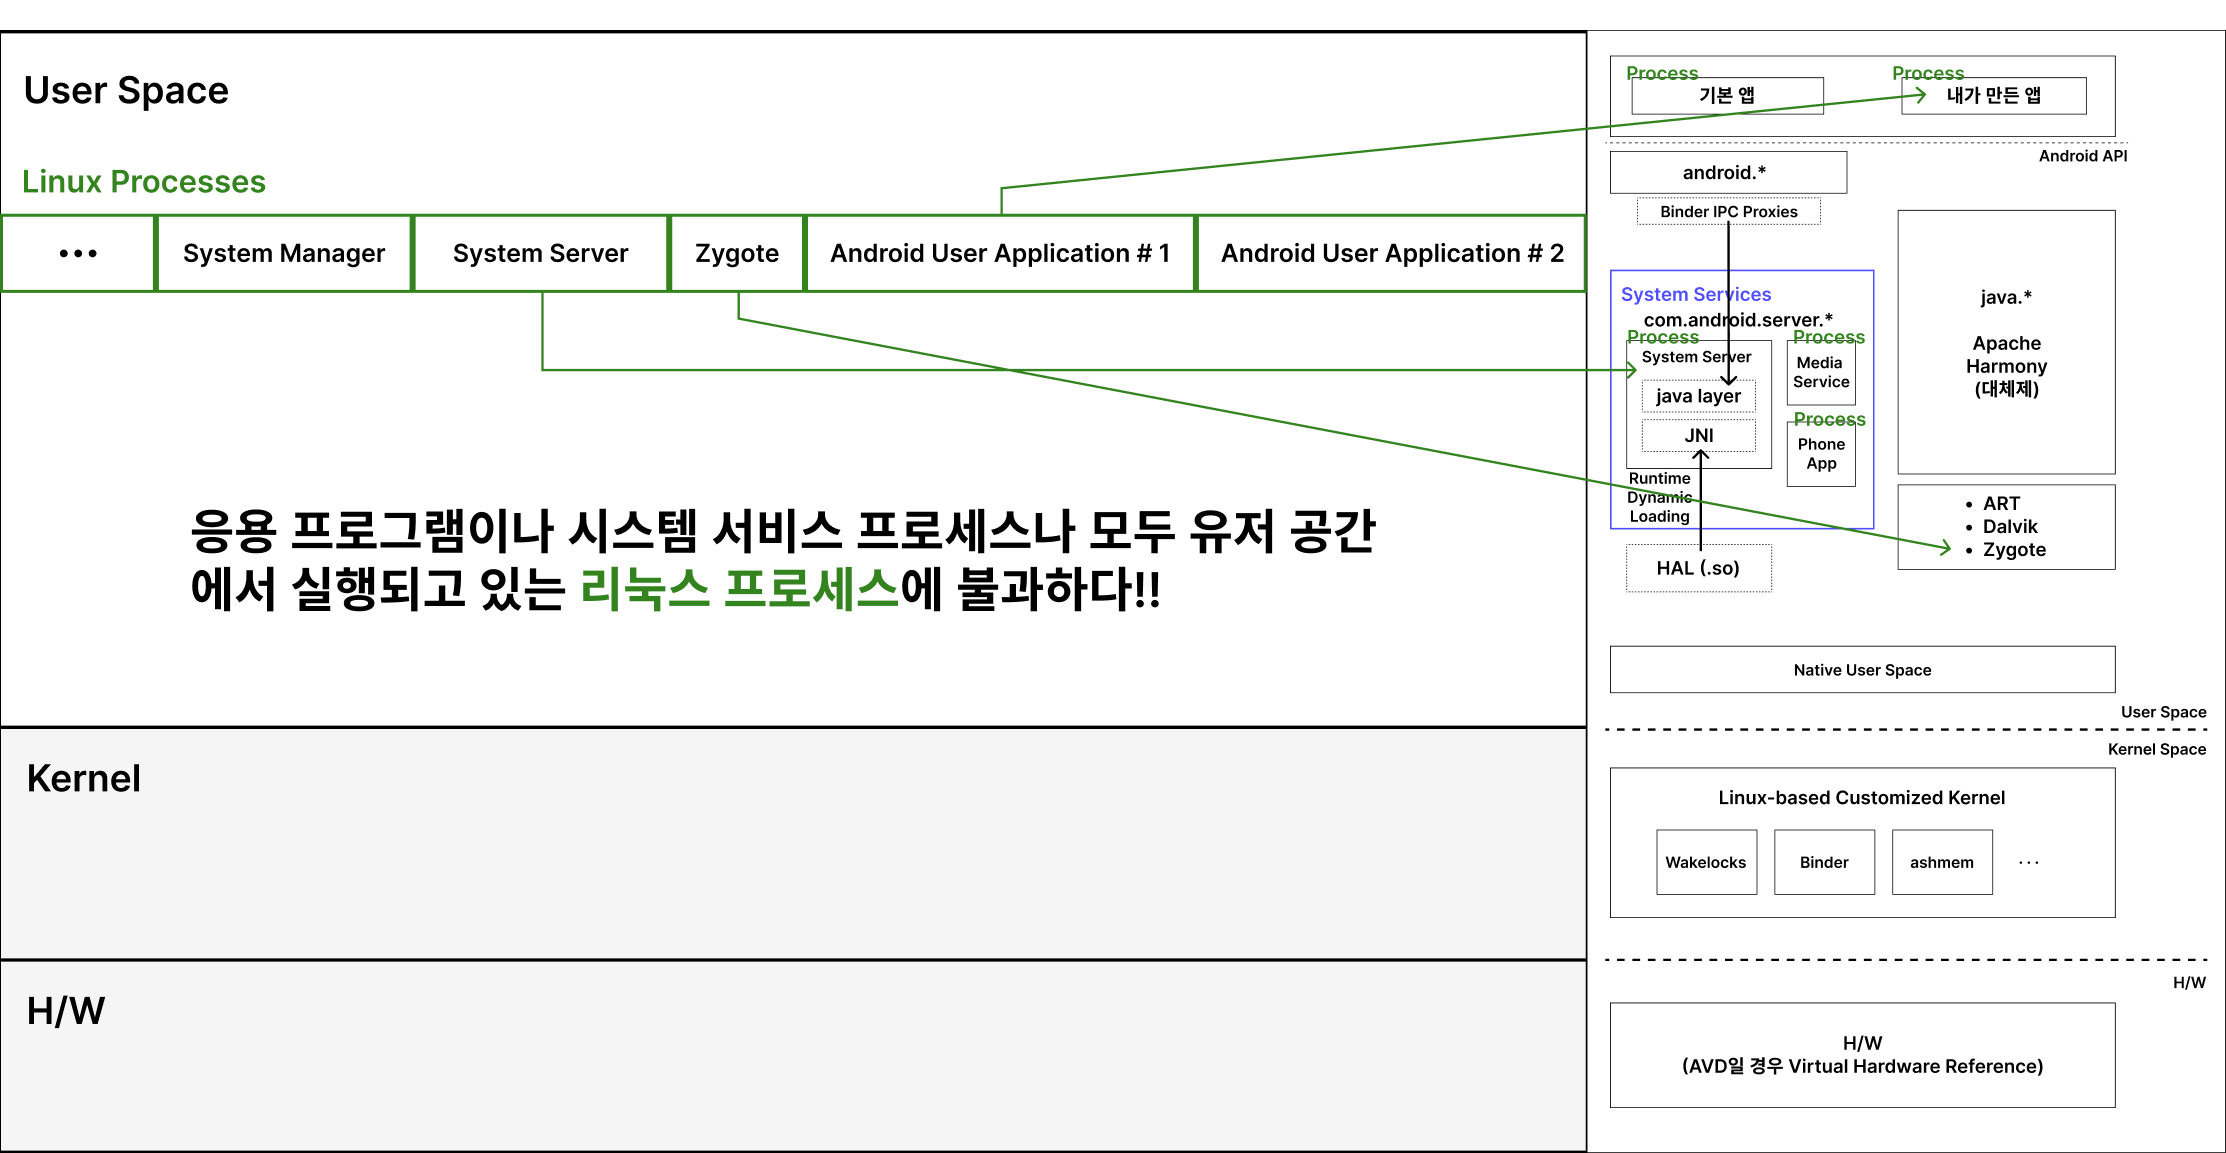 User Space
Linux Processes
•••
System Manager
System Server
Zygote
Android User Application # 1
Android User Application # 2
응용 프로그램이나 시스템 서비스 프로세스나 모두 유저 공간
에서 실행되고 있는 리눅스 프로세스에 불과하다!!
Kernel
H/W
Process
기본 앱
Process
내가 만든 앱
Android API
android.*
Binder IPC Proxies
System Services
com.android.server.*
Process
System Server
java layer
JNI
Process
Media
Service
Process
Phone
App
Runtime
Dynamic
Loading
HAL (.so)
java.*
Apache
Harmony
(대체제)
• ART
• Dalvik
• Zygote
Native User Space
User Space
Kernel Space
Linux-based Customized Kernel
Wakelocks
Binder
ashmem
...
H/W
H/W
(AVD일 경우 Virtual Hardware Reference)